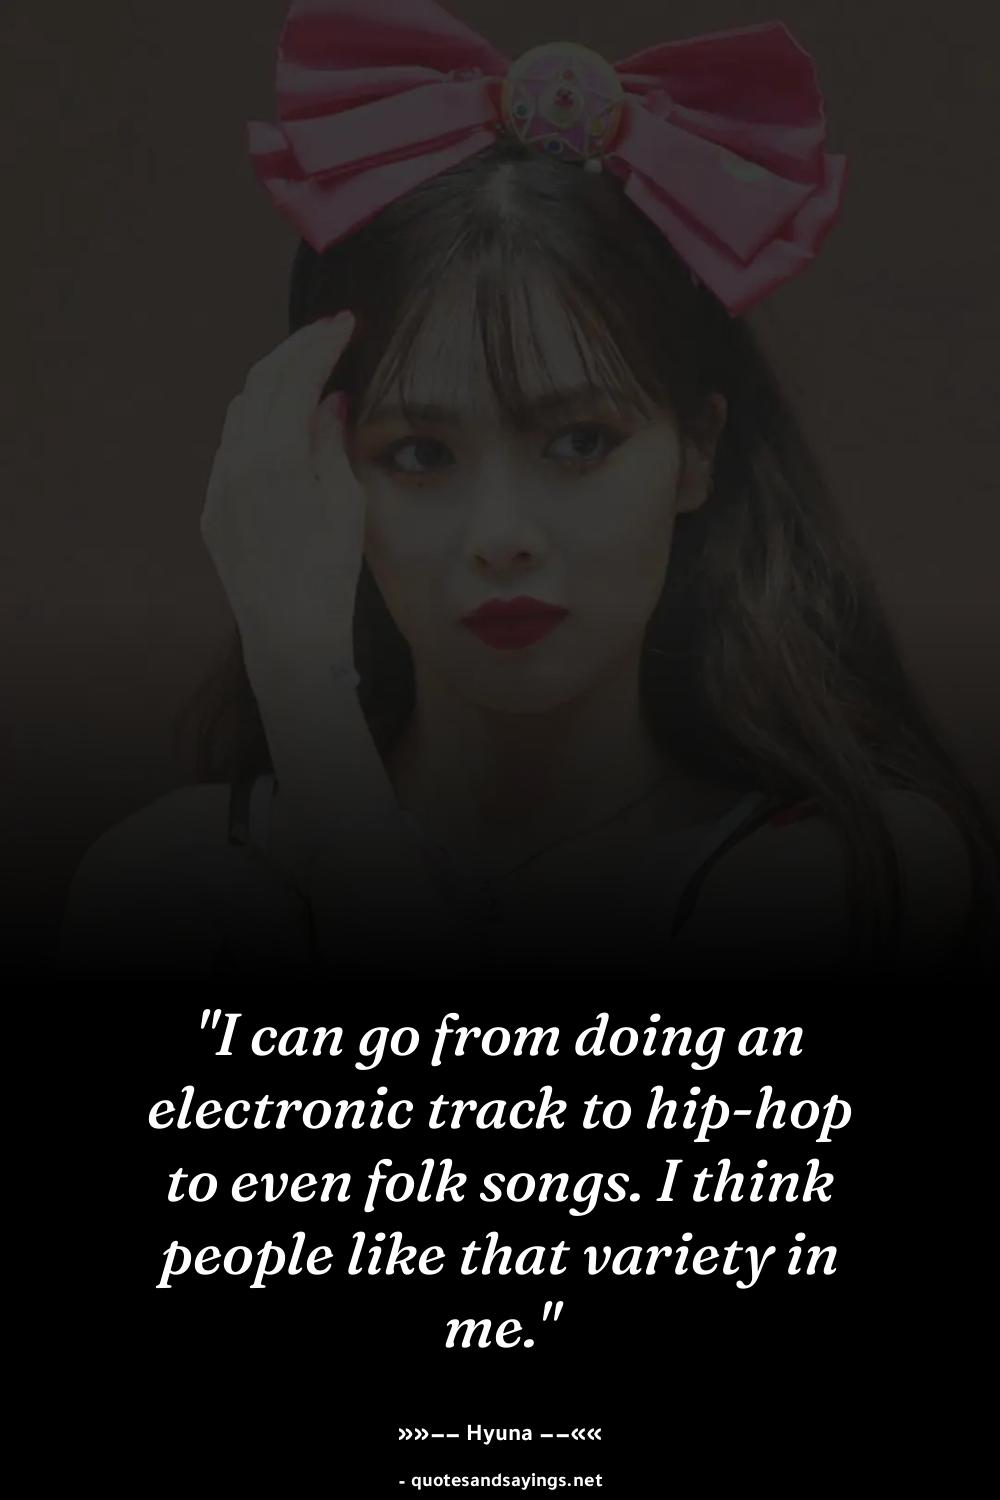 "I can go from doing an
electronic track to hip-hop
to even folk songs. I think
people like that variety in
me."
»»–– Hyuna ––««
- quotesandsayings.net